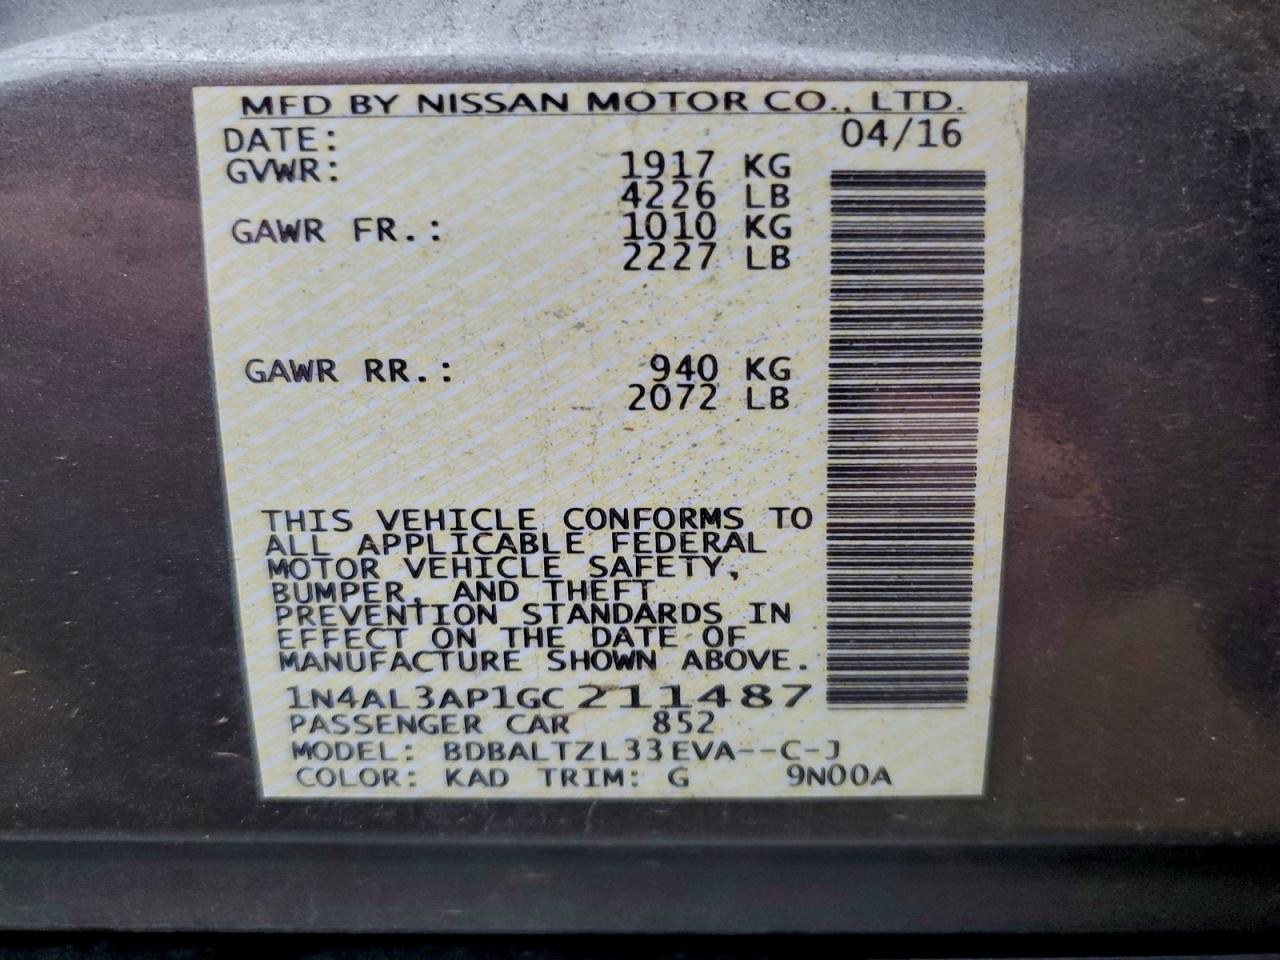 MFD BY NISSAN MOTOR CO., LTD.
DATE: 04/16
GVWR: 1917 KG
4226 LB
GAWR FR.: 1010 KG
2227 LB
GAWR RR.: 940 KG
2072 LB
THIS VEHICLE CONFORMS TO
ALL APPLICABLE FEDERAL
MOTOR VEHICLE SAFETY,
BUMPER, AND THEFT
PREVENTION STANDARDS IN
EFFECT ON THE DATE OF
MANUFACTURE SHOWN ABOVE.
1N4AL3AP1GC211487
PASSENGER CAR 852
MODEL: BDBALTZL33EVA--C-J
COLOR: KAD TRIM: G 9N00A